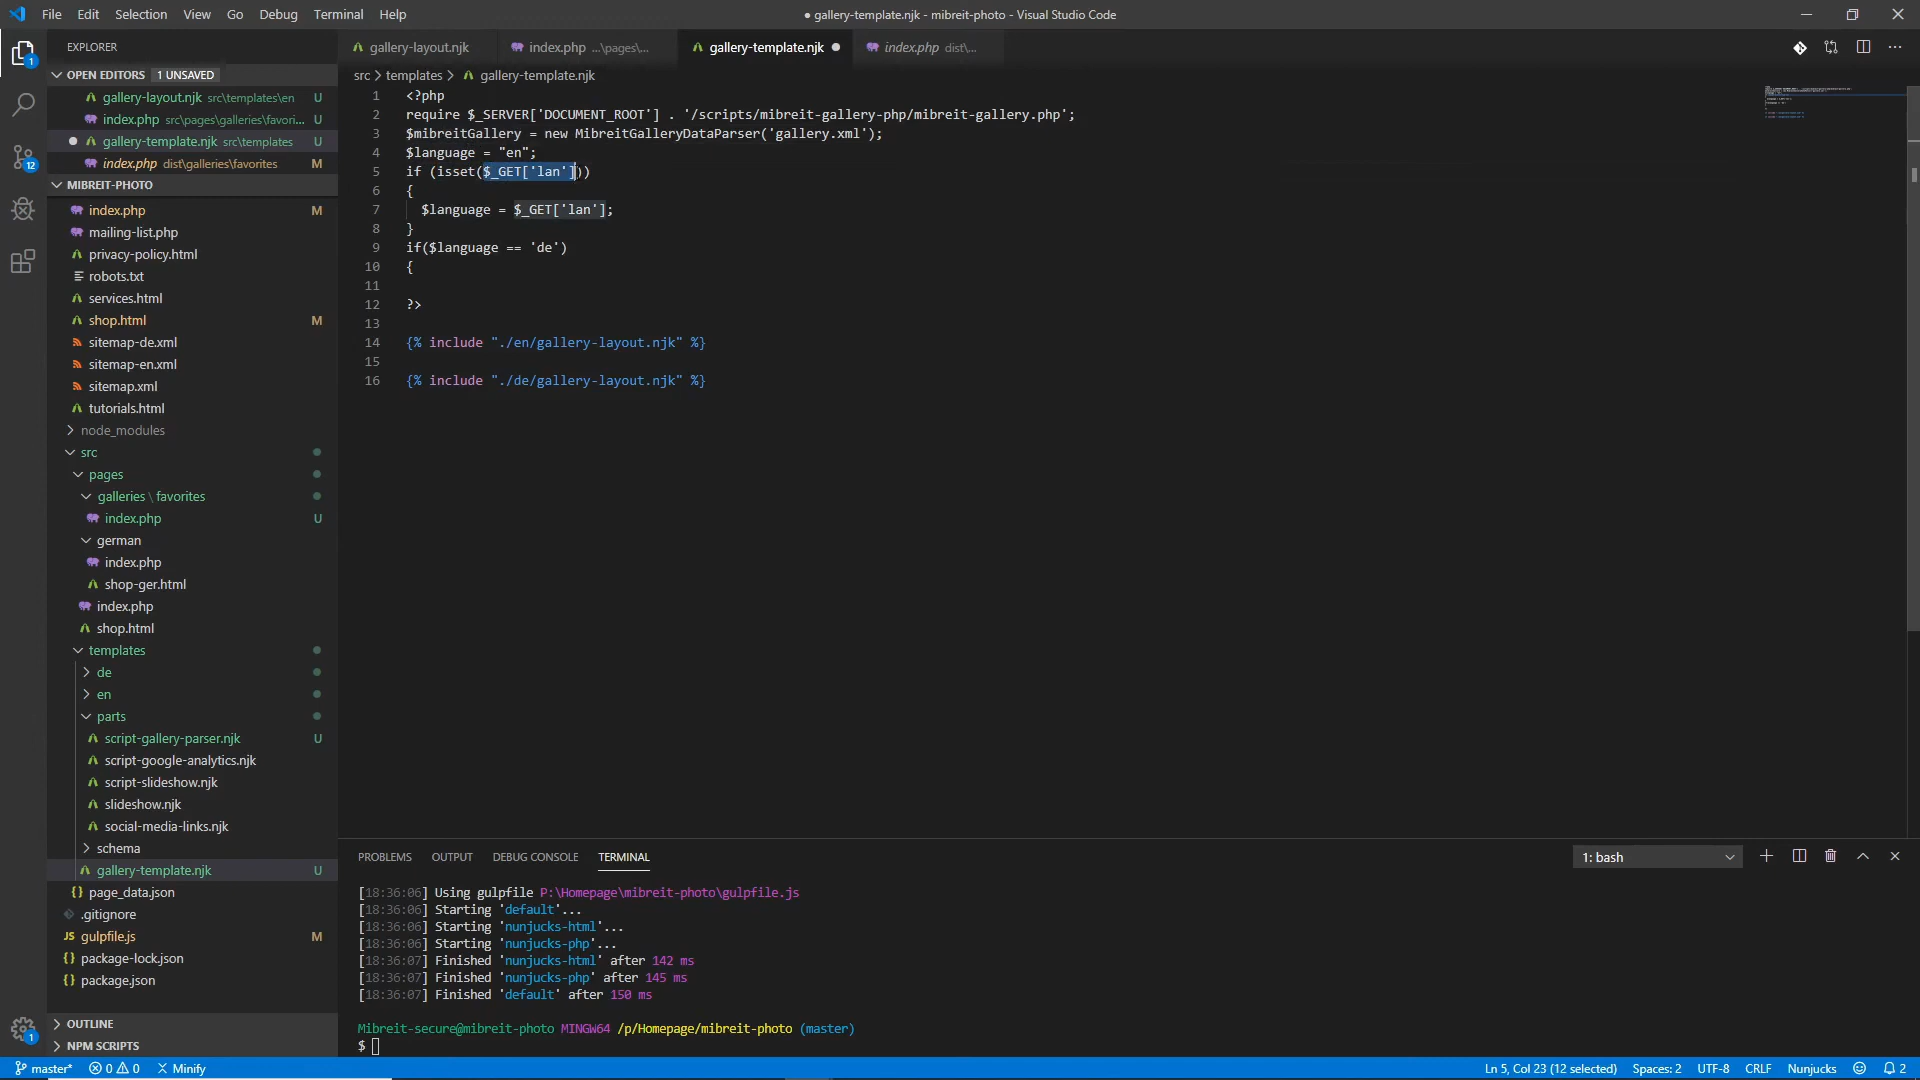 File Edit Selection View Go Debug Terminal Help
● gallery-template.njk - mibreit-photo - Visual Studio Code
EXPLORER
OPEN EDITORS 1 UNSAVED
gallery-layout.njk src\templates\en U
index.php src\pages\galleries\favori... U
gallery-template.njk src\templates U
index.php dist\galleries\favorites M
MIBREIT-PHOTO
index.php M
mailing-list.php
privacy-policy.html
robots.txt
services.html
shop.html M
sitemap-de.xml
sitemap-en.xml
sitemap.xml
tutorials.html
node_modules
src
pages
galleries \ favorites
index.php U
german
index.php
shop-ger.html
index.php
shop.html
templates
de
en
parts
script-gallery-parser.njk U
script-google-analytics.njk
script-slideshow.njk
slideshow.njk
social-media-links.njk
schema
gallery-template.njk U
page_data.json
.gitignore
gulpfile.js M
package-lock.json
package.json
OUTLINE
NPM SCRIPTS
1
12
1
gallery-layout.njk index.php ...\pages\... gallery-template.njk index.php dist\...
src > templates > gallery-template.njk
1 <?php
2 require $_SERVER['DOCUMENT_ROOT'] . '/scripts/mibreit-gallery-php/mibreit-gallery.php';
3 $mibreitGallery = new MibreitGalleryDataParser('gallery.xml');
4 $language = "en";
5 if (isset($_GET['lan']))
6 {
7 $language = $_GET['lan'];
8 }
9 if($language == 'de')
10 {
11
12 ?>
13
14 {% include "./en/gallery-layout.njk" %}
15
16 {% include "./de/gallery-layout.njk" %}
PROBLEMS OUTPUT DEBUG CONSOLE TERMINAL
1: bash
[18:36:06] Using gulpfile P:\Homepage\mibreit-photo\gulpfile.js
[18:36:06] Starting 'default'...
[18:36:06] Starting 'nunjucks-html'...
[18:36:06] Starting 'nunjucks-php'...
[18:36:07] Finished 'nunjucks-html' after 142 ms
[18:36:07] Finished 'nunjucks-php' after 145 ms
[18:36:07] Finished 'default' after 150 ms
Mibreit-secure@mibreit-photo MINGW64 /p/Homepage/mibreit-photo (master)
$
master* 0 0 Minify
Ln 5, Col 23 (12 selected) Spaces: 2 UTF-8 CRLF Nunjucks 2